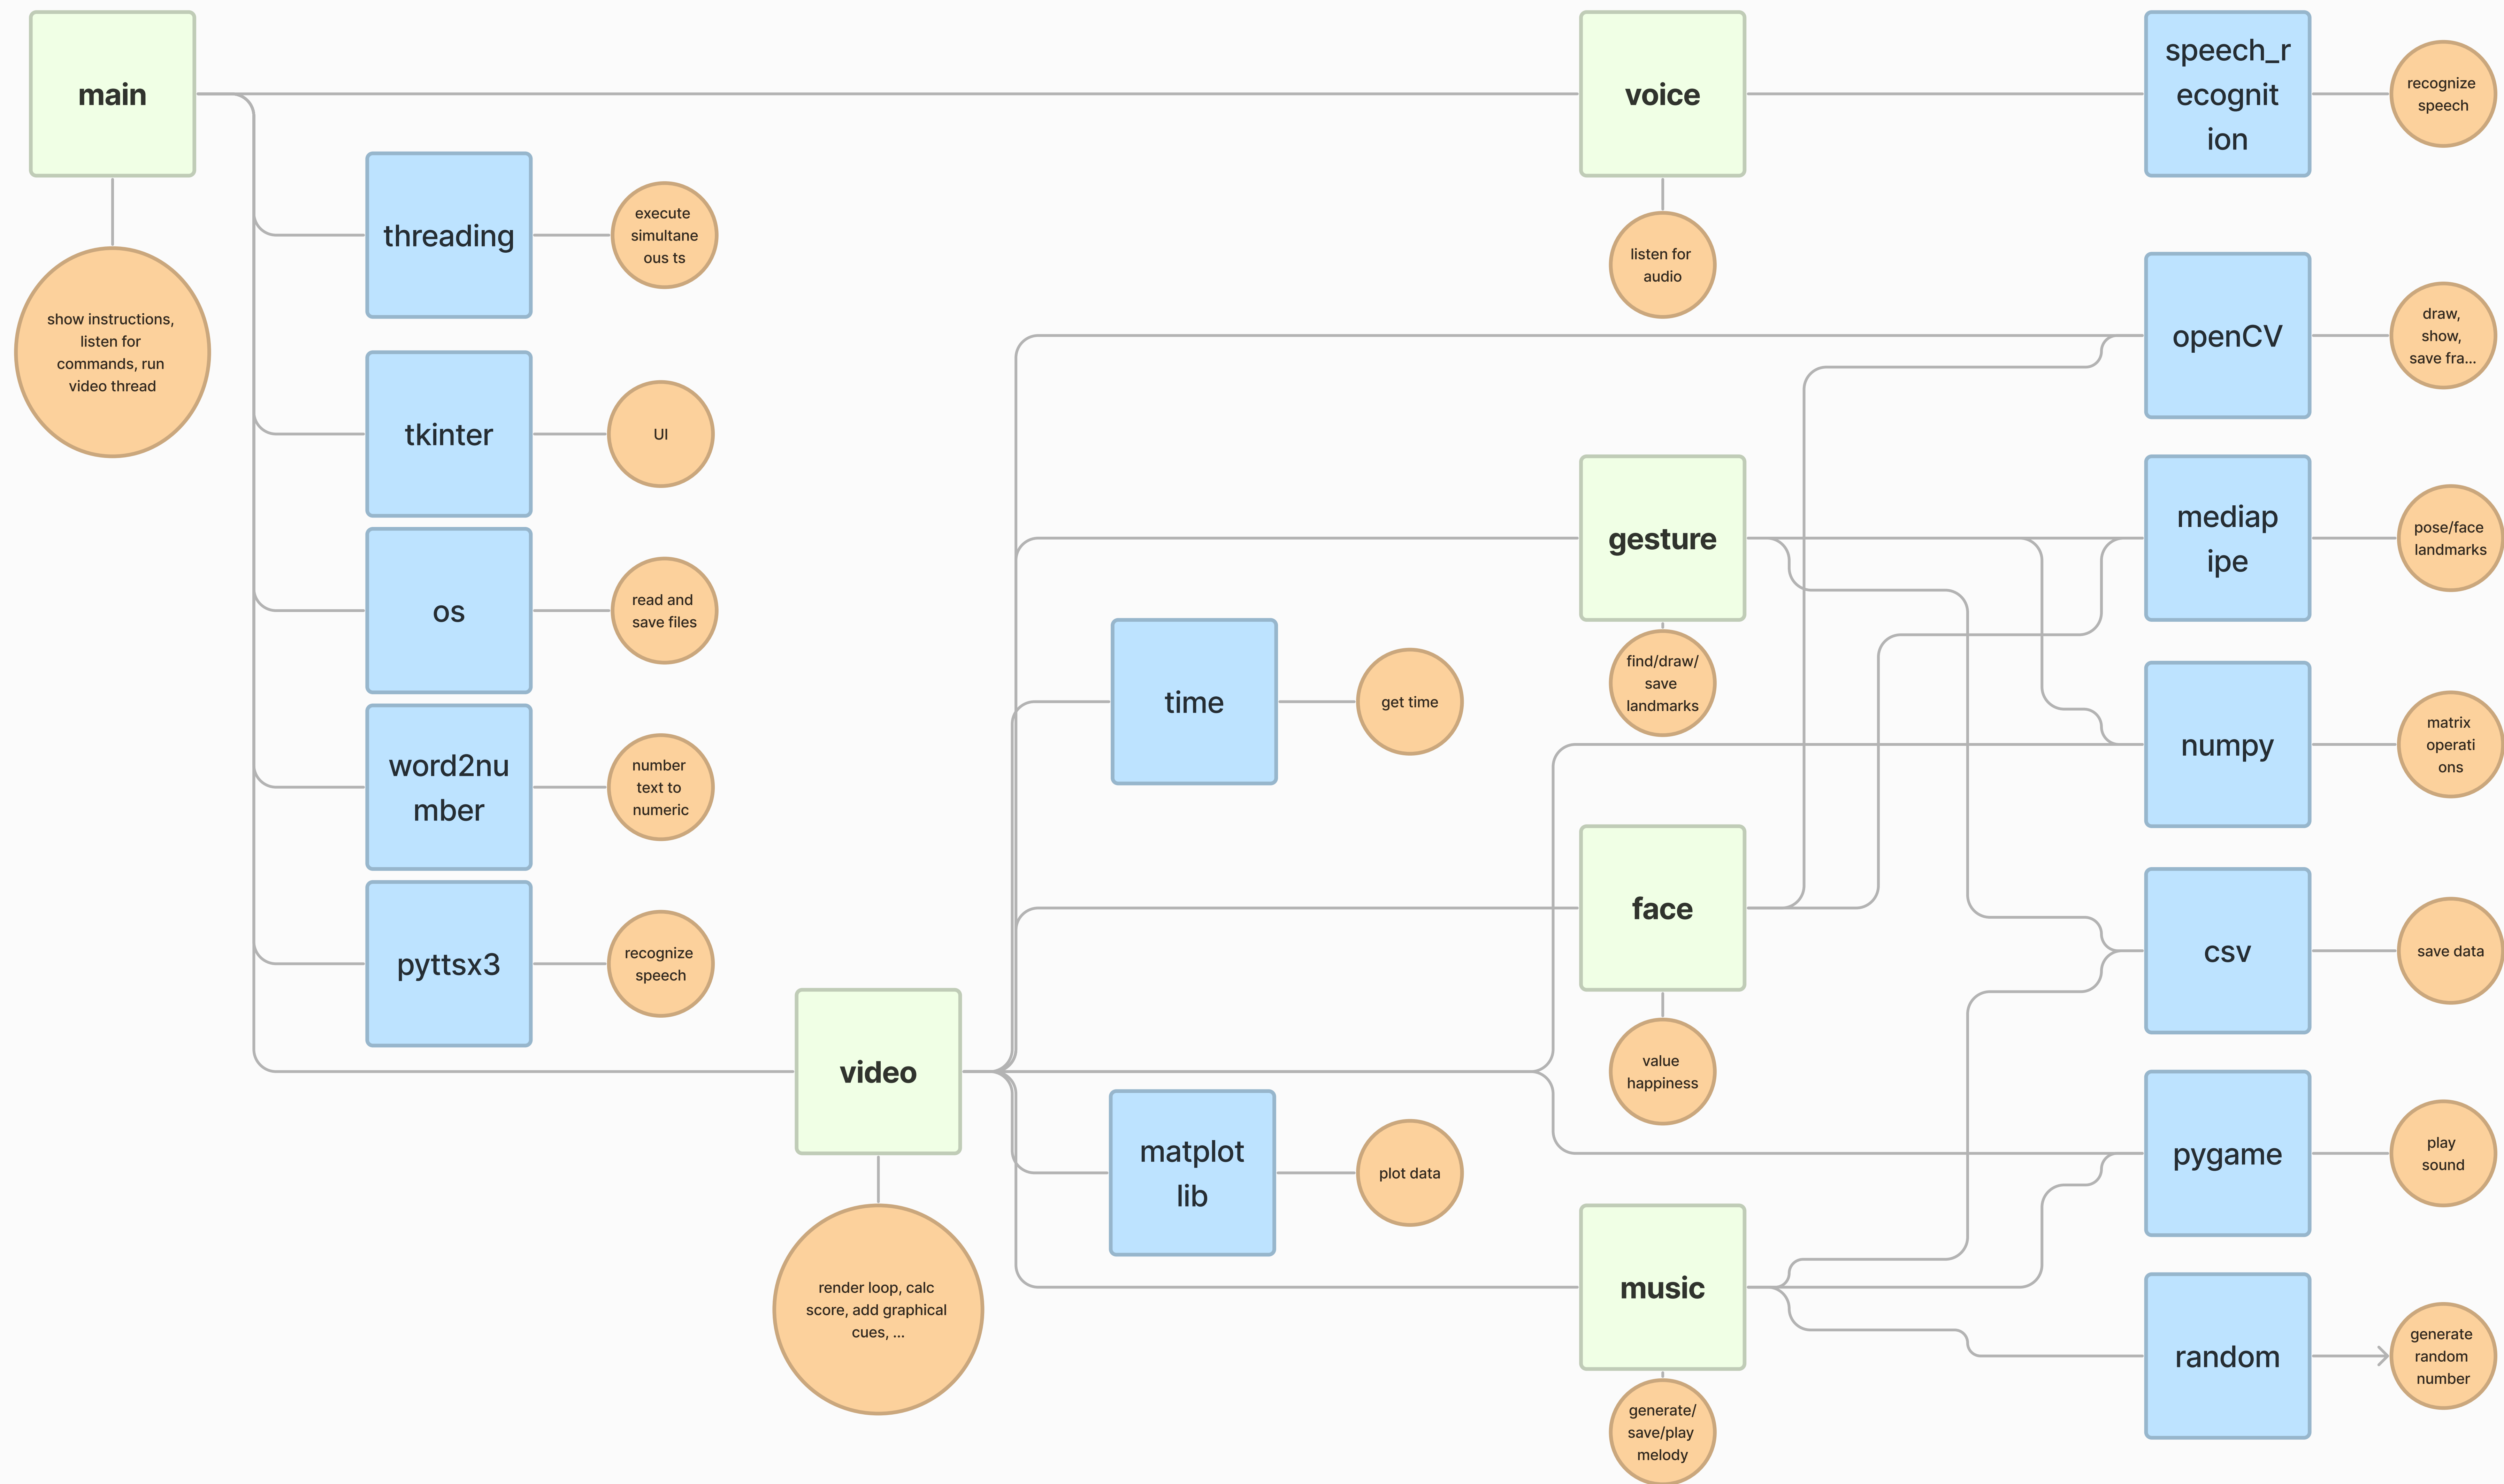 main
show instructions,
listen for
commands, run
video thread
threading
execute
simultane
ous ts
tkinter
UI
os
read and
save files
word2nu
mber
number
text to
numeric
pyttsx3
recognize
speech
video
render loop, calc
score, add graphical
cues, ...
time
get time
matplot
lib
plot data
voice
listen for
audio
gesture
find/draw/
save
landmarks
face
value
happiness
music
generate/
save/play
melody
speech_r
ecognit
ion
recognize
speech
openCV
draw,
show,
save fra...
mediap
ipe
pose/face
landmarks
numpy
matrix
operati
ons
csv
save data
pygame
play
sound
random
generate
random
number